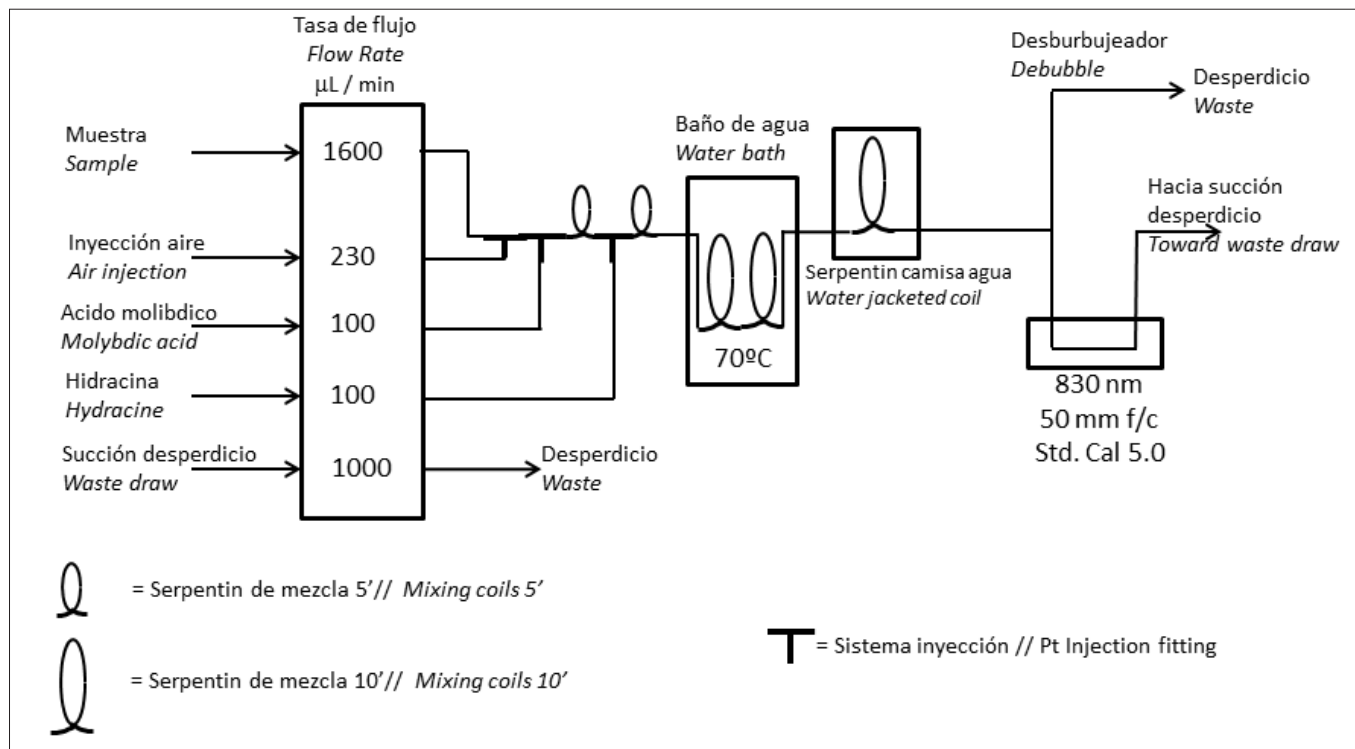 Tasa de flujo
Flow Rate
µL / min
Muestra
Sample
1600
Inyección aire
Air injection
230
Acido molibdico
Molybdic acid
100
Hidracina
Hydracine
100
Succión desperdicio
Waste draw
1000
Desperdicio
Waste
Baño de agua
Water bath
70ºC
Serpentin camisa agua
Water jacketed coil
Desburbujeador
Debubble
Desperdicio
Waste
Hacia succión
desperdicio
Toward waste draw
830 nm
50 mm f/c
Std. Cal 5.0
= Serpentin de mezcla 5’// Mixing coils 5’
= Serpentin de mezcla 10’// Mixing coils 10’
= Sistema inyección // Pt Injection fitting